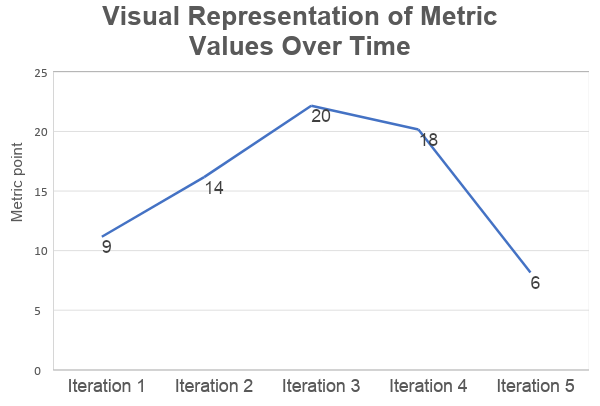 Visual Representation of Metric
Values Over Time
25
20
15
10
5
0
Metric point
9
14
20
18
6
Iteration 1
Iteration 2
Iteration 3
Iteration 4
Iteration 5